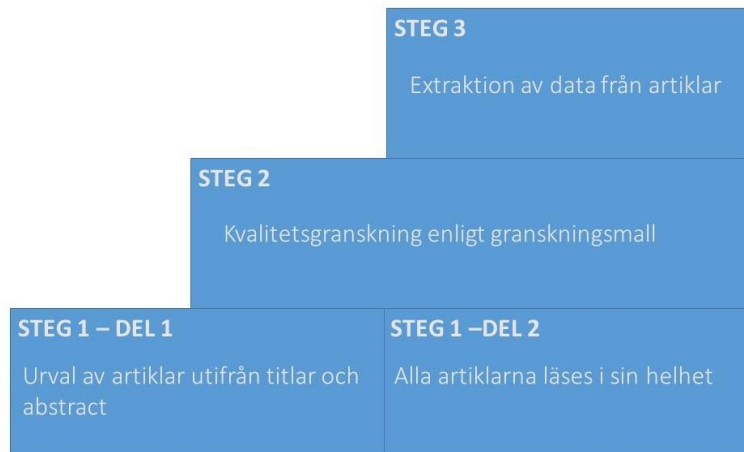 STEG 3
Extraktion av data från artiklar
STEG 2
Kvalitetsgranskning enligt granskningsmall
STEG 1 – DEL 1
Urval av artiklar utifrån titlar och
abstract
STEG 1 –DEL 2
Alla artiklarna läses i sin helhet